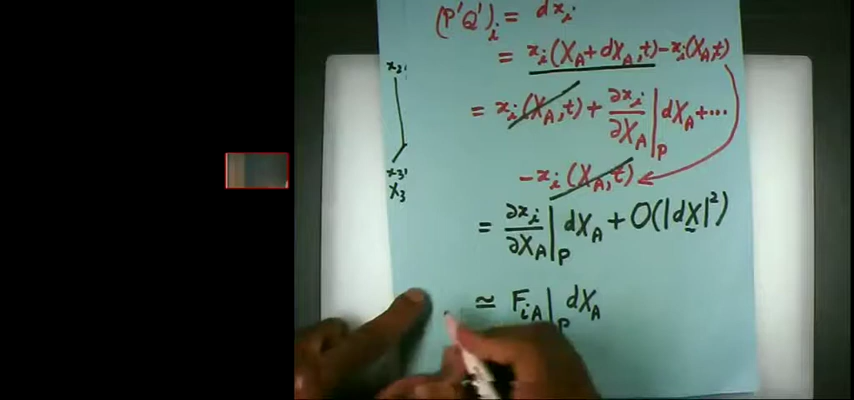 (P'Q')_i = dx_i
= x_i(X_A + dX_A, t) - x_i(X_A, t)
= x_i(X_A, t) + ∂x_i/∂X_A |_P dX_A + ...
- x_i(X_A, t)
= ∂x_i/∂X_A |_P dX_A + O(|dX|²)
≃ F_iA |_P dX_A
x_2,
x_3,
X_3